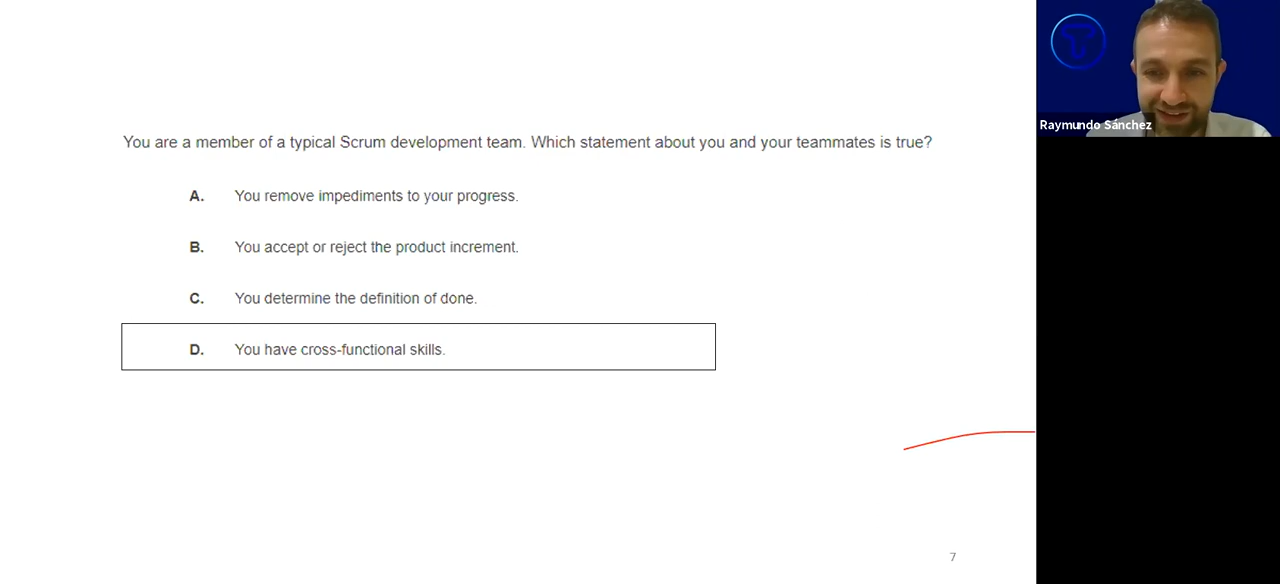 You are a member of a typical Scrum development team. Which statement about you and your teammates is true?
A. You remove impediments to your progress.
B. You accept or reject the product increment.
C. You determine the definition of done.
D. You have cross-functional skills.
7
Raymundo Sánchez